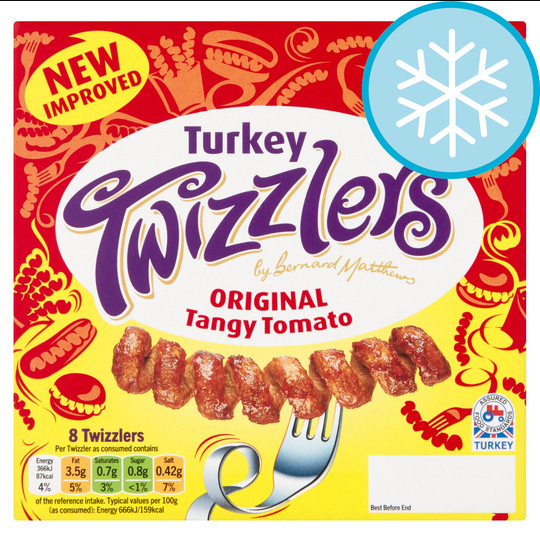 NEW
IMPROVED
Turkey
Twizzlers
by Bernard Matthews
ORIGINAL
Tangy Tomato
8 Twizzlers
Per Twizzler as consumed contains
Energy
366kJ
87kcal
4%
Fat
3.5g
5%
Saturates
0.7g
3%
Sugar
0.8g
<1%
Salt
0.42g
7%
of the reference intake. Typical values per 100g
(as consumed): Energy 666kJ/159kcal
ASSURED
FOOD STANDARDS
TURKEY
Best Before End